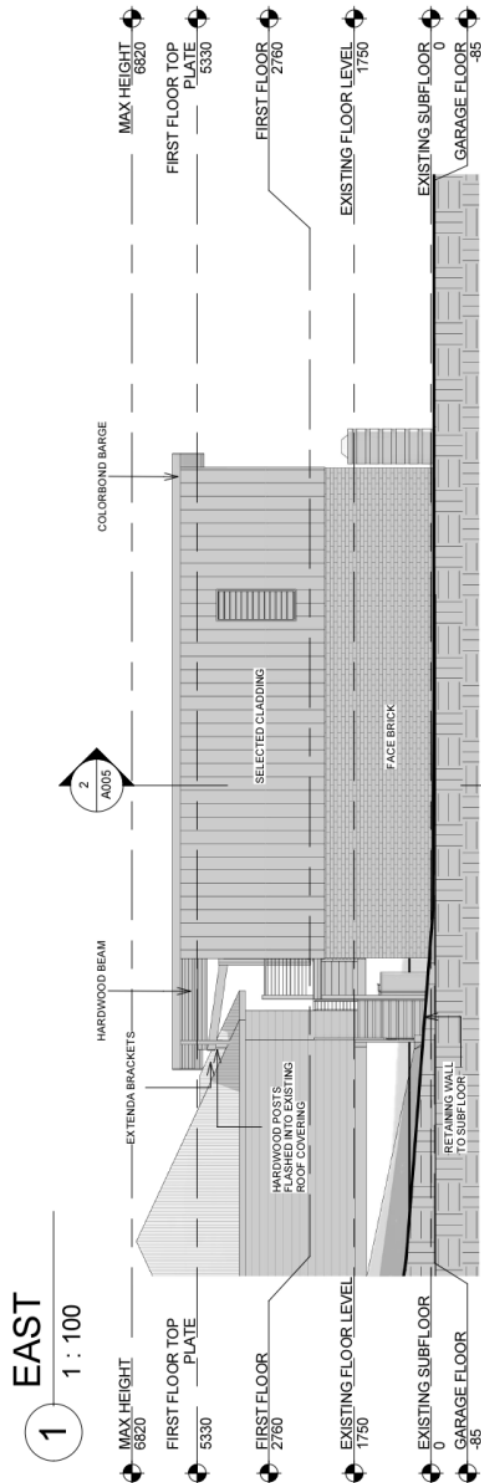 1
EAST
1 : 100
MAX HEIGHT
6820
FIRST FLOOR TOP
PLATE
5330
FIRST FLOOR
2760
EXISTING FLOOR LEVEL
1750
EXISTING SUBFLOOR
0
GARAGE FLOOR
-85
EXTENDA BRACKETS
HARDWOOD BEAM
HARDWOOD POSTS
FLASHED INTO EXISTING
ROOF COVERING
RETAINING WALL
TO SUBFLOOR
2
A005
SELECTED CLADDING
FACE BRICK
COLORBOND BARGE
MAX HEIGHT
6820
FIRST FLOOR TOP
PLATE
5330
FIRST FLOOR
2760
EXISTING FLOOR LEVEL
1750
EXISTING SUBFLOOR
0
GARAGE FLOOR
-85